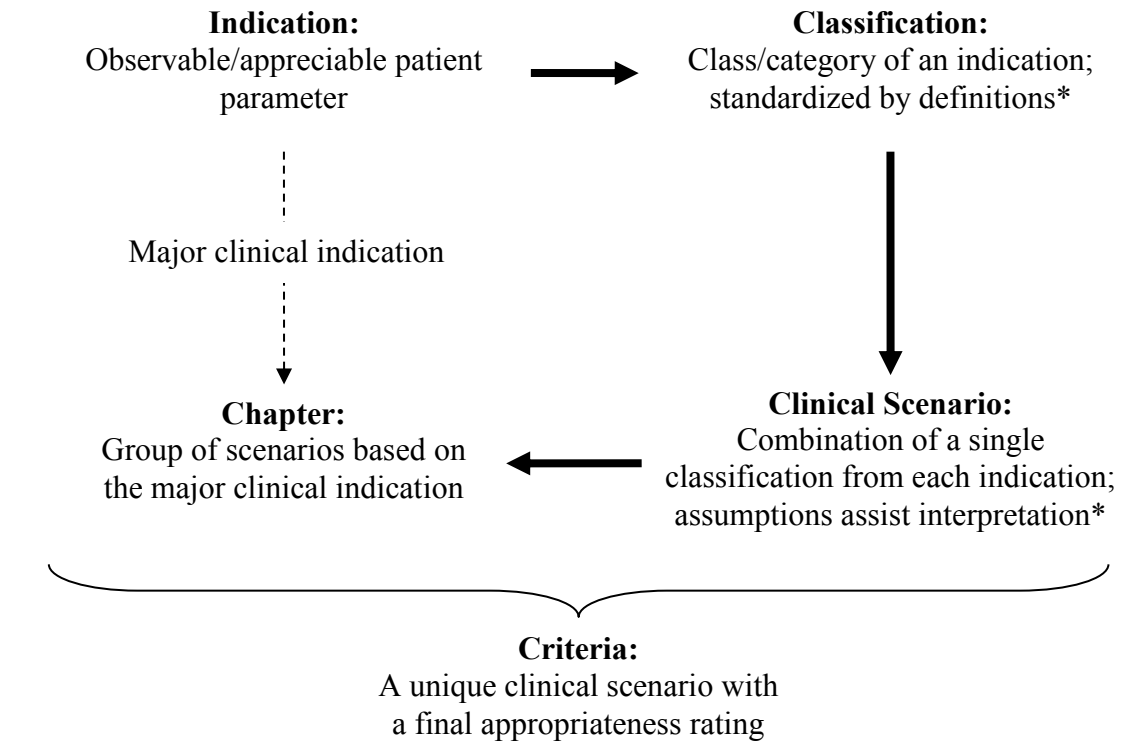 Indication:
Observable/appreciable patient
parameter
Classification:
Class/category of an indication;
standardized by definitions*
Major clinical indication
Chapter:
Group of scenarios based on
the major clinical indication
Clinical Scenario:
Combination of a single
classification from each indication;
assumptions assist interpretation*
Criteria:
A unique clinical scenario with
a final appropriateness rating